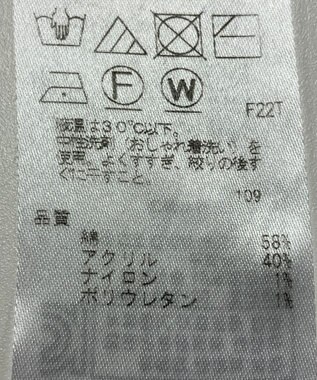 F
W
F22T
液温は30℃以下。
中性洗剤（おしゃれ着洗い）を
使用。よくすすぎ、絞りの後す
ぐに干すこと。
109
品質
綿 58%
アクリル 40%
ナイロン 1%
ポリウレタン 1%